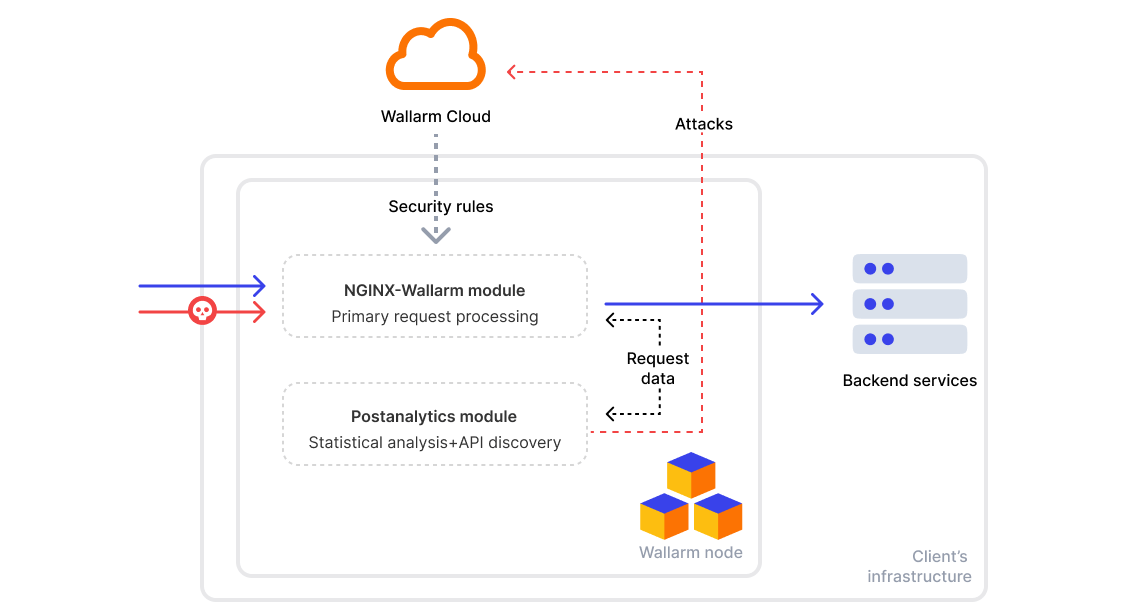 Wallarm Cloud
Attacks
Security rules
NGINX-Wallarm module
Primary request processing
Request
data
Backend services
Postanalytics module
Statistical analysis+API discovery
Wallarm node
Client’s
infrastructure